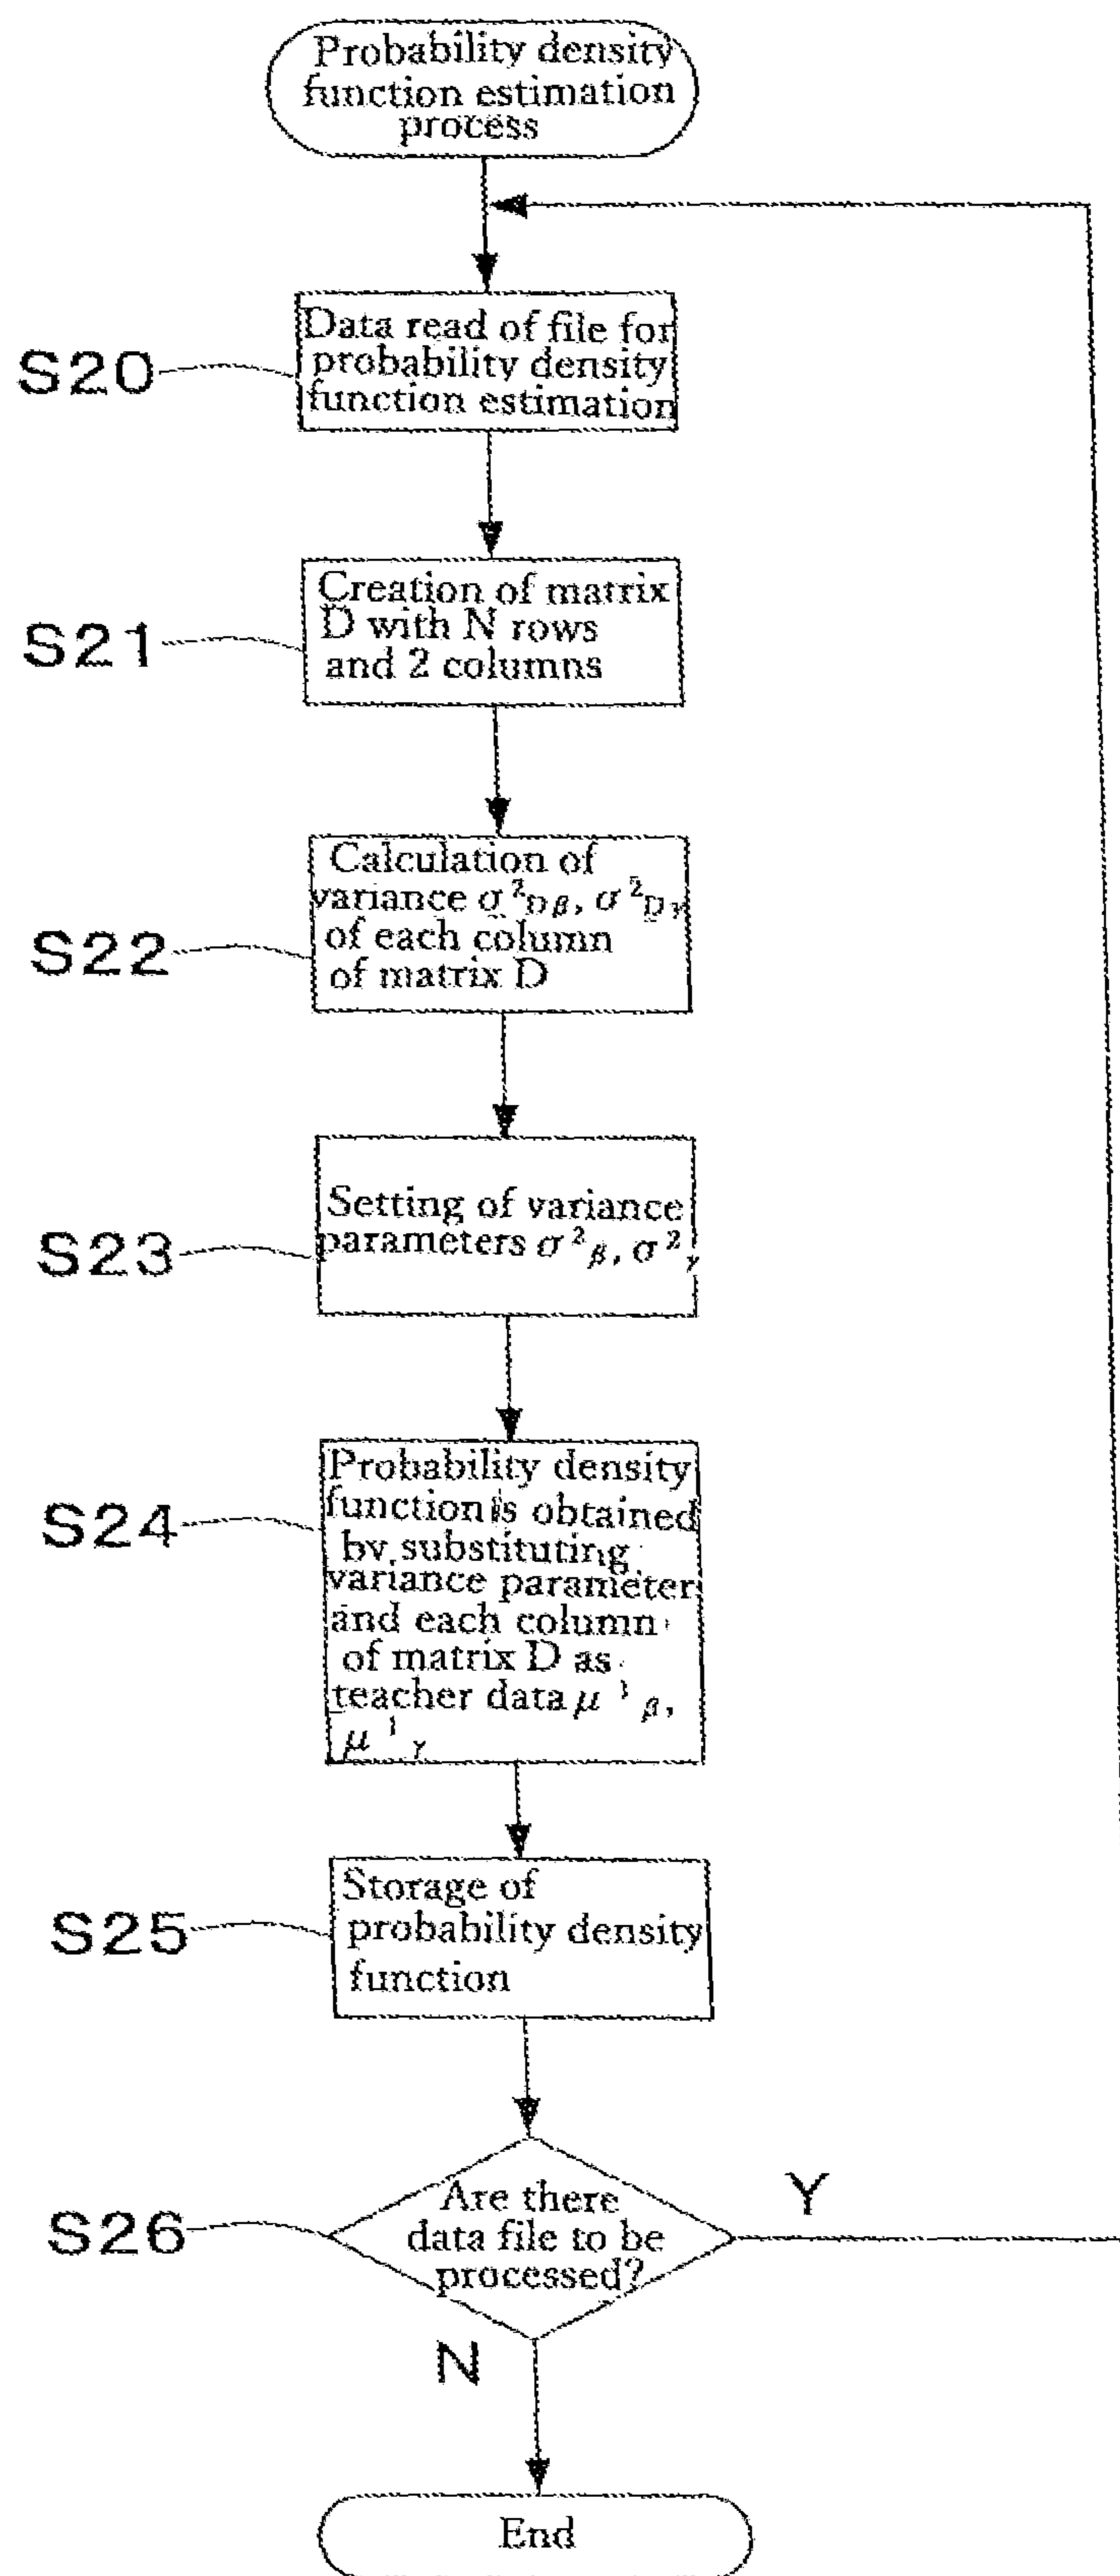 Probability density
function estimation
process
S20
Data read of file for
probability density
function estimation
S21
Creation of matrix
D with N rows
and 2 columns
S22
Calculation of
variance σ²Dβ, σ²Dγ
of each column
of matrix D
S23
Setting of variance
parameters σ²β, σ²γ
S24
Probability density
function is obtained
by substituting
variance parameter
and each column
of matrix D as
teacher data μ¹β,
μ¹γ
S25
Storage of
probability density
function
S26
Are there
data file to be
processed?
Y
N
End